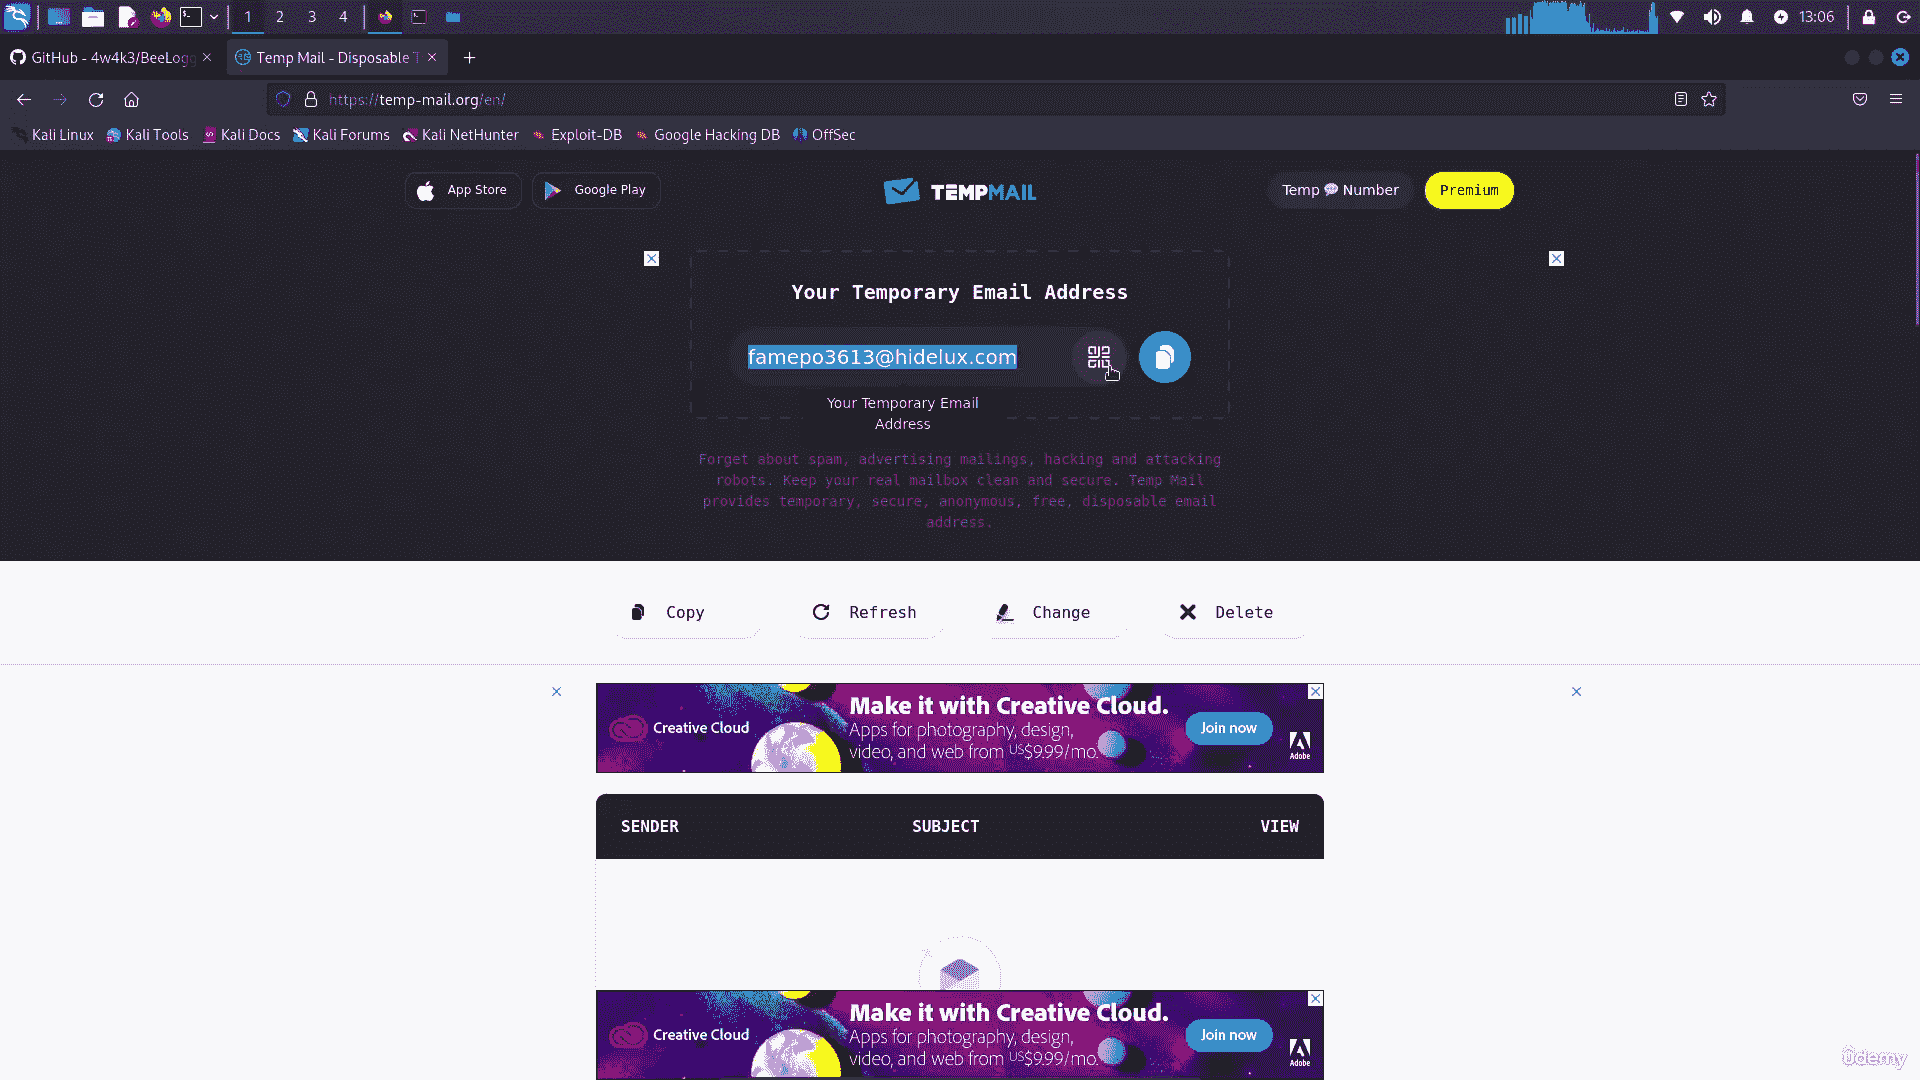 1 2 3 4
13:06
GitHub - 4w4k3/BeeLogg
Temp Mail - Disposable T
https://temp-mail.org/en/
Kali Linux Kali Tools Kali Docs Kali Forums Kali NetHunter Exploit-DB Google Hacking DB OffSec
App Store Google Play TEMPMAIL Temp Number Premium
Your Temporary Email Address
famepo3613@hidelux.com
Your Temporary Email
Address
Forget about spam, advertising mailings, hacking and attacking
robots. Keep your real mailbox clean and secure. Temp Mail
provides temporary, secure, anonymous, free, disposable email
address.
Copy Refresh Change Delete
Make it with Creative Cloud.
Creative Cloud
Apps for photography, design,
video, and web from US$9.99/mo.
Join now
Adobe
SENDER SUBJECT VIEW
Make it with Creative Cloud.
Creative Cloud
Apps for photography, design,
video, and web from US$9.99/mo.
Join now
Adobe
ûdemy